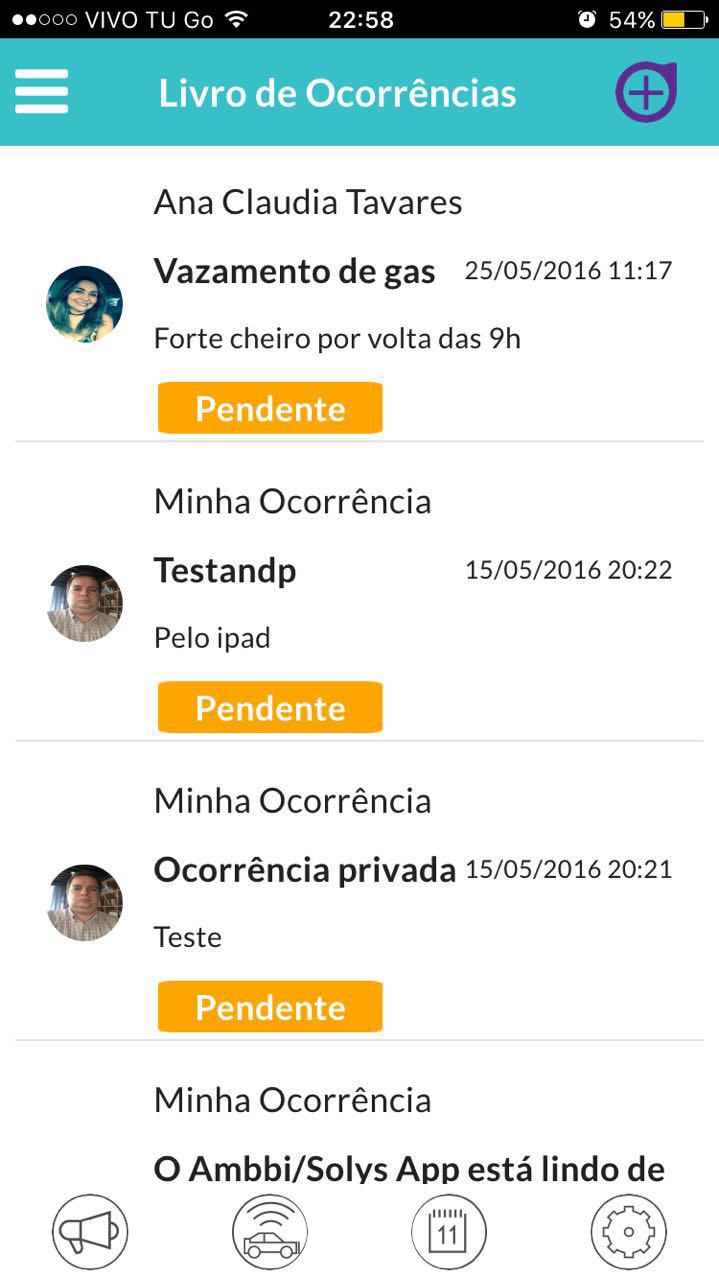 VIVO TU Go 22:58 54%
Livro de Ocorrências
Ana Claudia Tavares
Vazamento de gas 25/05/2016 11:17
Forte cheiro por volta das 9h
Pendente
Minha Ocorrência
Testandp 15/05/2016 20:22
Pelo ipad
Pendente
Minha Ocorrência
Ocorrência privada 15/05/2016 20:21
Teste
Pendente
Minha Ocorrência
O Ambbi/Solys App está lindo de
11